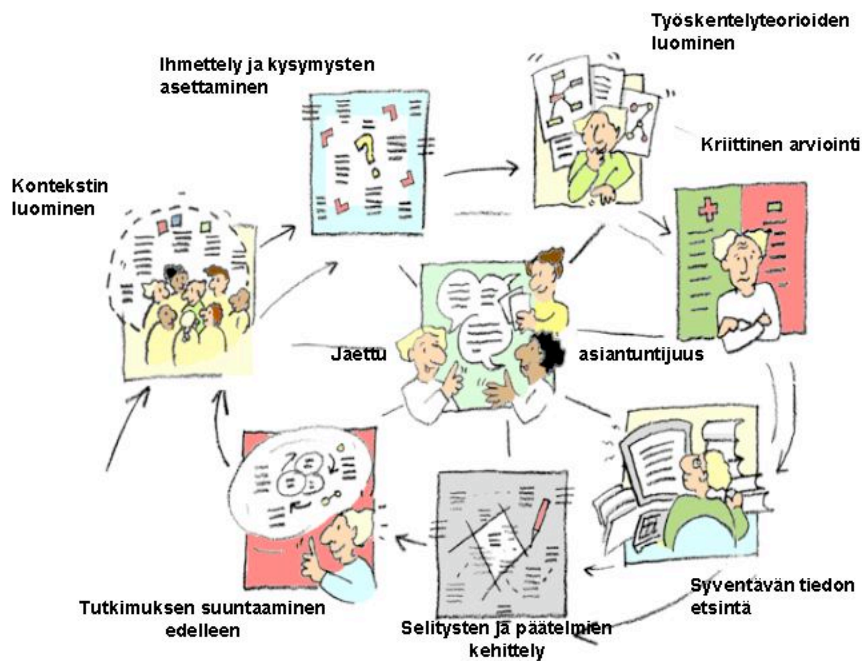 Työskentelyteorioiden
luominen
Ihmettely ja kysymysten
asettaminen
Kriittinen arviointi
Kontekstin
luominen
?
Jaettu
asiantuntijuus
Syventävän tiedon
etsintä
Tutkimuksen suuntaaminen
edelleen
Selitysten ja päätelmien
kehittely